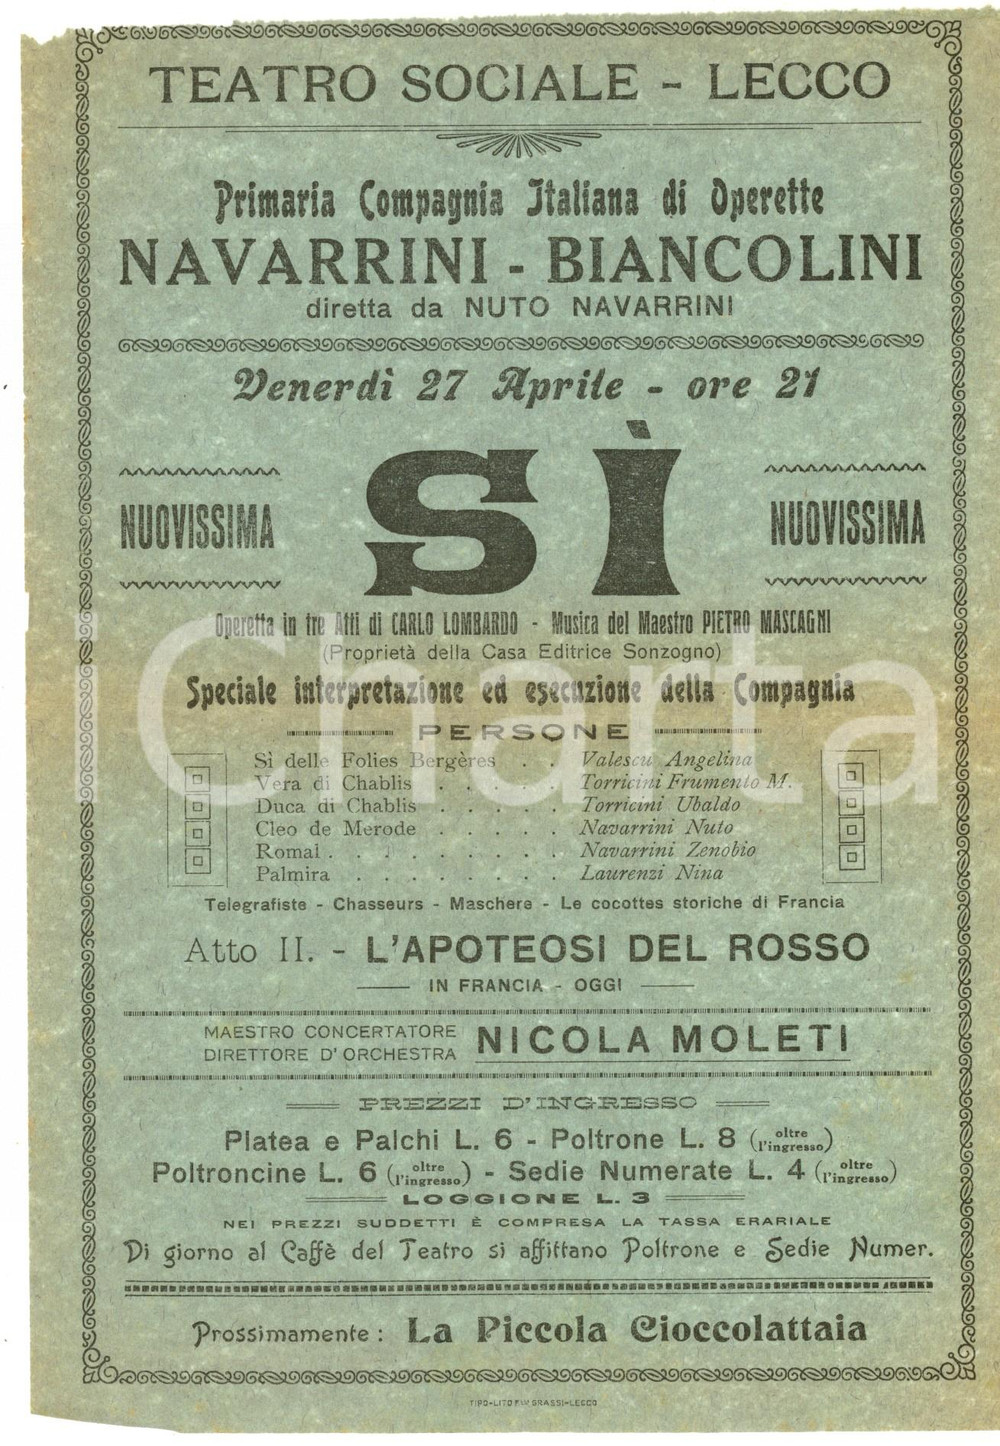 TEATRO SOCIALE - LECCO
Primaria Compagnia Italiana di Operette
NAVARRINI - BIANCOLINI
diretta da NUTO NAVARRINI
Venerdì 27 Aprile - ore 21
NUOVISSIMA
SÌ
NUOVISSIMA
Operetta in tre Atti di CARLO LOMBARDO - Musica del Maestro PIETRO MASCAGNI
(Proprietà della Casa Editrice Sonzogno)
Speciale interpretazione ed esecuzione della Compagnia
PERSONE
Sì delle Folies Bergères . . Valescu Angelina
Vera di Chablis . . . . . Torricini Frumento M.
Duca di Chablis . . . . . Torricini Ubaldo
Cleo de Merode . . . . . Navarrini Nuto
Romai . . . . . . . . . Navarrini Zenobio
Palmira . . . . . . . . Laurenzi Nina
Telegrafiste - Chasseurs - Maschere - Le cocottes storiche di Francia
Atto II. - L'APOTEOSI DEL ROSSO
IN FRANCIA - OGGI
MAESTRO CONCERTATORE
DIRETTORE D'ORCHESTRA
NICOLA MOLETI
PREZZI D'INGRESSO
Platea e Palchi L. 6 - Poltrone L. 8 (oltre l'ingresso)
Poltroncine L. 6 (oltre l'ingresso) - Sedie Numerate L. 4 (oltre l'ingresso)
LOGGIONE L. 3
NEI PREZZI SUDDETTI È COMPRESA LA TASSA ERARIALE
Di giorno al Caffè del Teatro si affittano Poltrone e Sedie Numer.
Prossimamente : La Piccola Cioccolattaia
TIPO-LITO F.lli GRASSI-LECCO
iCharta